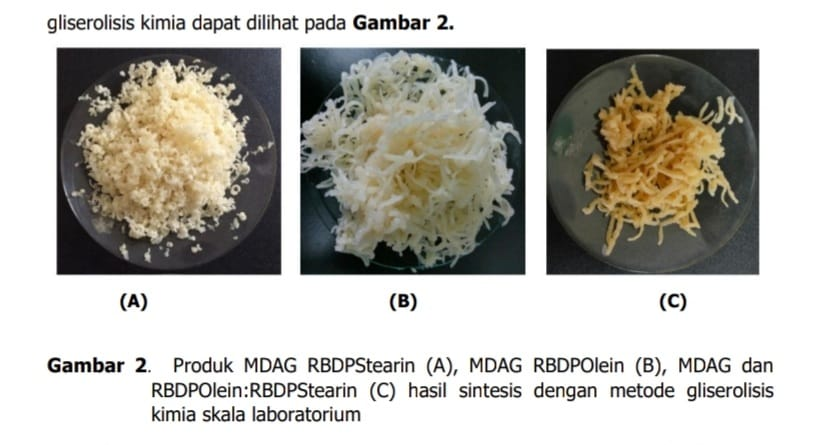 gliserolisis kimia dapat dilihat pada Gambar 2.
(A) (B) (C)
Gambar 2. Produk MDAG RBDPStearin (A), MDAG RBDPOlein (B), MDAG dan
RBDPOlein:RBDPStearin (C) hasil sintesis dengan metode gliserolisis
kimia skala laboratorium